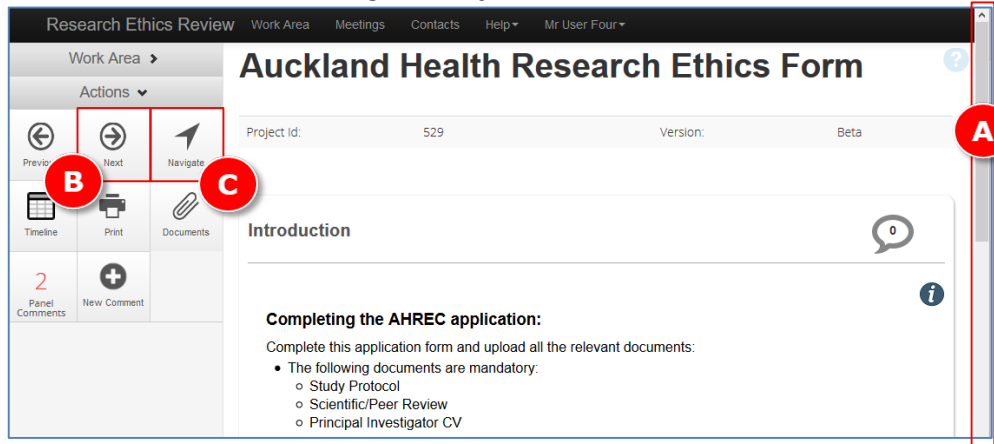 Research Ethics Review Work Area Meetings Contacts Help Mr User Four
Work Area
Actions
Previo
Next
Navigate
Timeline
Print
Documents
2
Panel
Comments
New Comment
B
C
A
Auckland Health Research Ethics Form
?
Project Id: 529 Version: Beta
Introduction
0
i
Completing the AHREC application:
Complete this application form and upload all the relevant documents:
• The following documents are mandatory:
o Study Protocol
o Scientific/Peer Review
o Principal Investigator CV